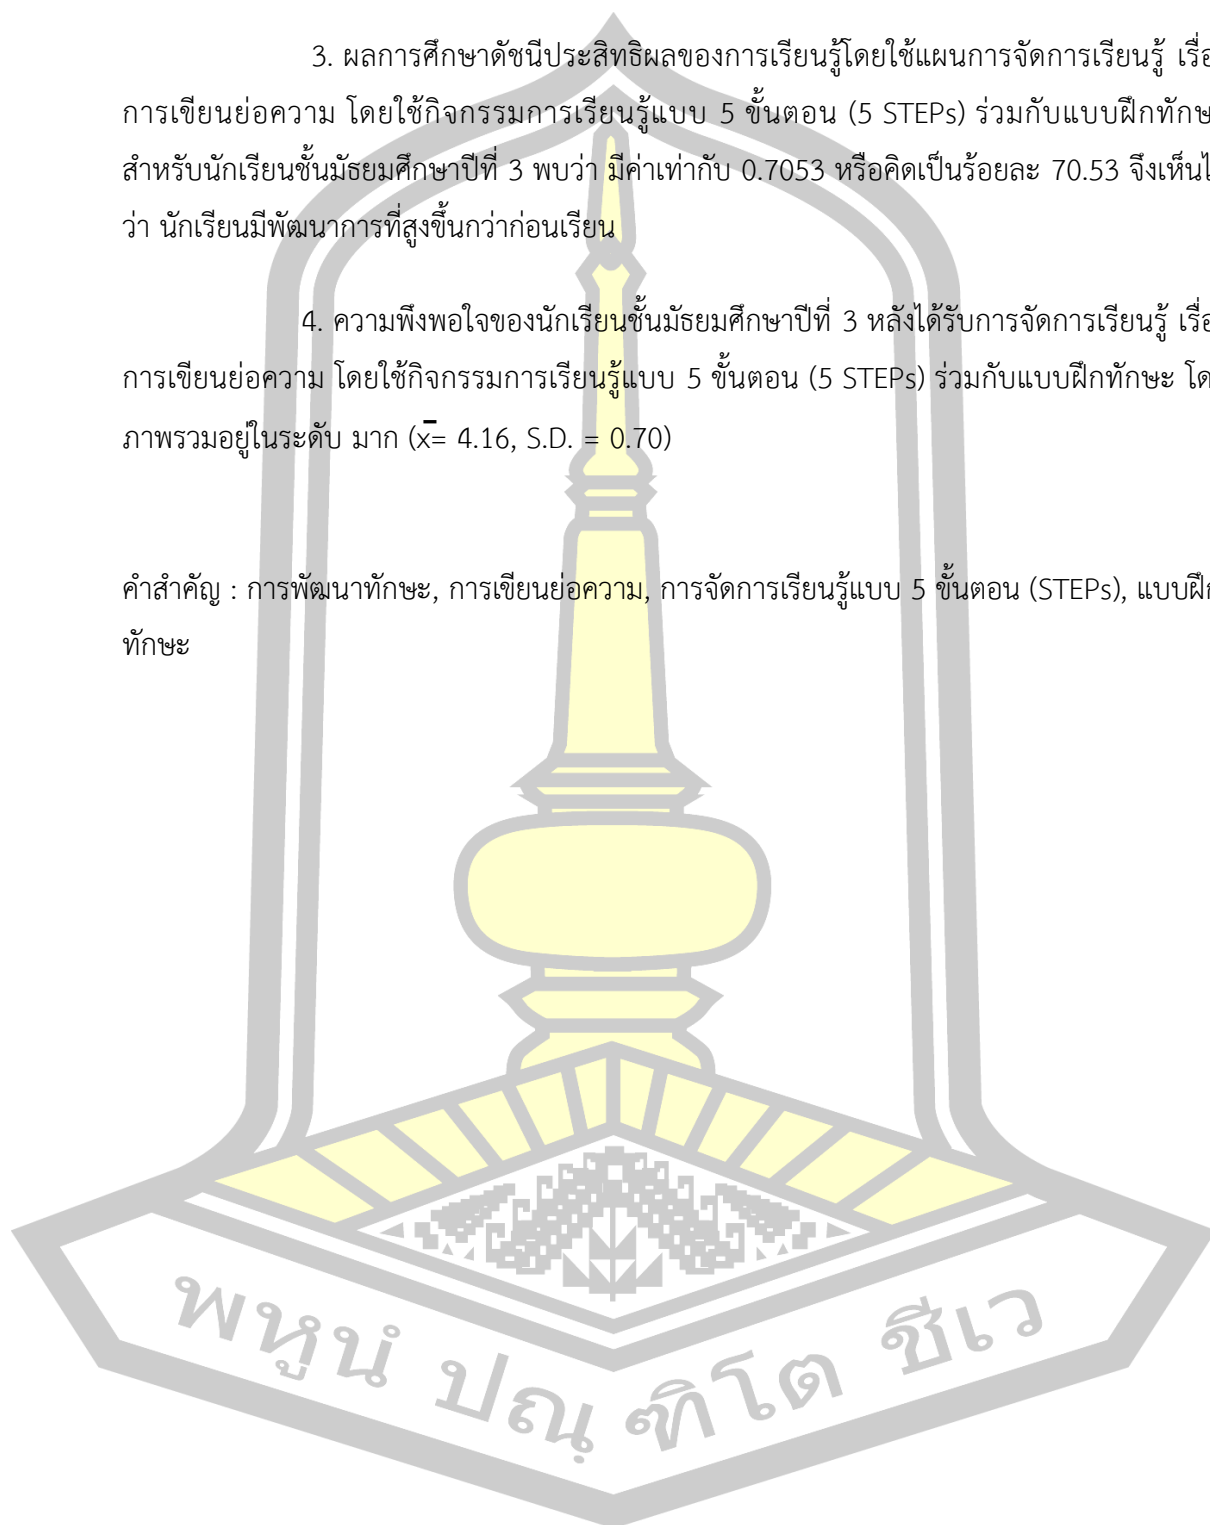 3. ผลการศึกษาดัชนีประสิทธิผลของการเรียนรู้โดยใช้แผนการจัดการเรียนรู้ เรื่อ
การเขียนย่อความ โดยใช้กิจกรรมการเรียนรู้แบบ 5 ขั้นตอน (5 STEPs) ร่วมกับแบบฝึกทักษ
สำหรับนักเรียนชั้นมัธยมศึกษาปีที่ 3 พบว่า มีค่าเท่ากับ 0.7053 หรือคิดเป็นร้อยละ 70.53 จึงเห็นไ
ว่า นักเรียนมีพัฒนาการที่สูงขึ้นกว่าก่อนเรียน
4. ความพึงพอใจของนักเรียนชั้นมัธยมศึกษาปีที่ 3 หลังได้รับการจัดการเรียนรู้ เรื่อ
การเขียนย่อความ โดยใช้กิจกรรมการเรียนรู้แบบ 5 ขั้นตอน (5 STEPs) ร่วมกับแบบฝึกทักษะ โด
ภาพรวมอยู่ในระดับ มาก (x̄= 4.16, S.D. = 0.70)
คำสำคัญ : การพัฒนาทักษะ, การเขียนย่อความ, การจัดการเรียนรู้แบบ 5 ขั้นตอน (STEPs), แบบฝึก
ทักษะ
พหูนํ ปณฺฑิโต ชีเว